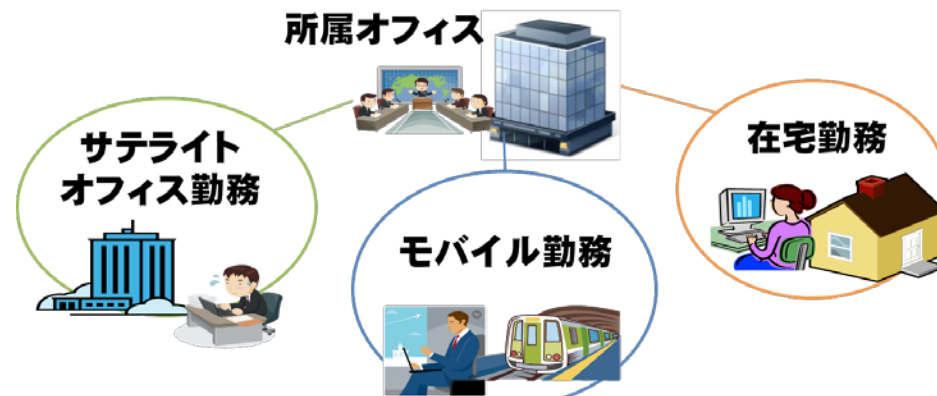 所属オフィス
サテライト
オフィス勤務
モバイル勤務
在宅勤務